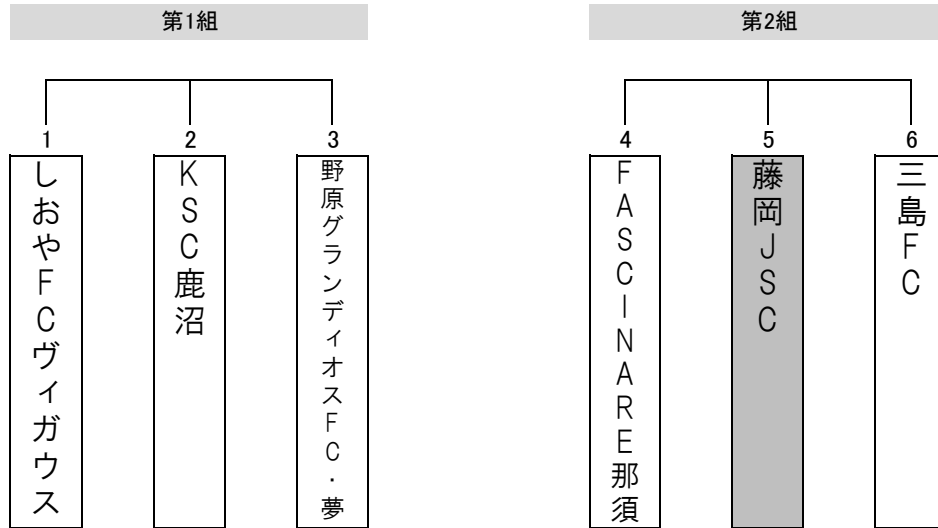 第1組
第2組
1
2
3
4
5
6
しおやFCヴィガウス
KSC鹿沼
野原グランディオスFC・夢
FASCINARE那須
藤岡JSC
三島FC